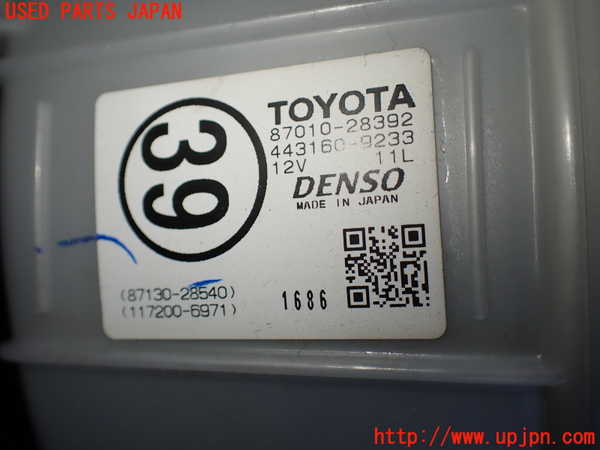 USED PARTS JAPAN
39
TOYOTA
87010-28392
443160-9233
12V 11L
DENSO
MADE IN JAPAN
(87130-28540)
(117200-6971)
1686
http://www.upjpn.com/